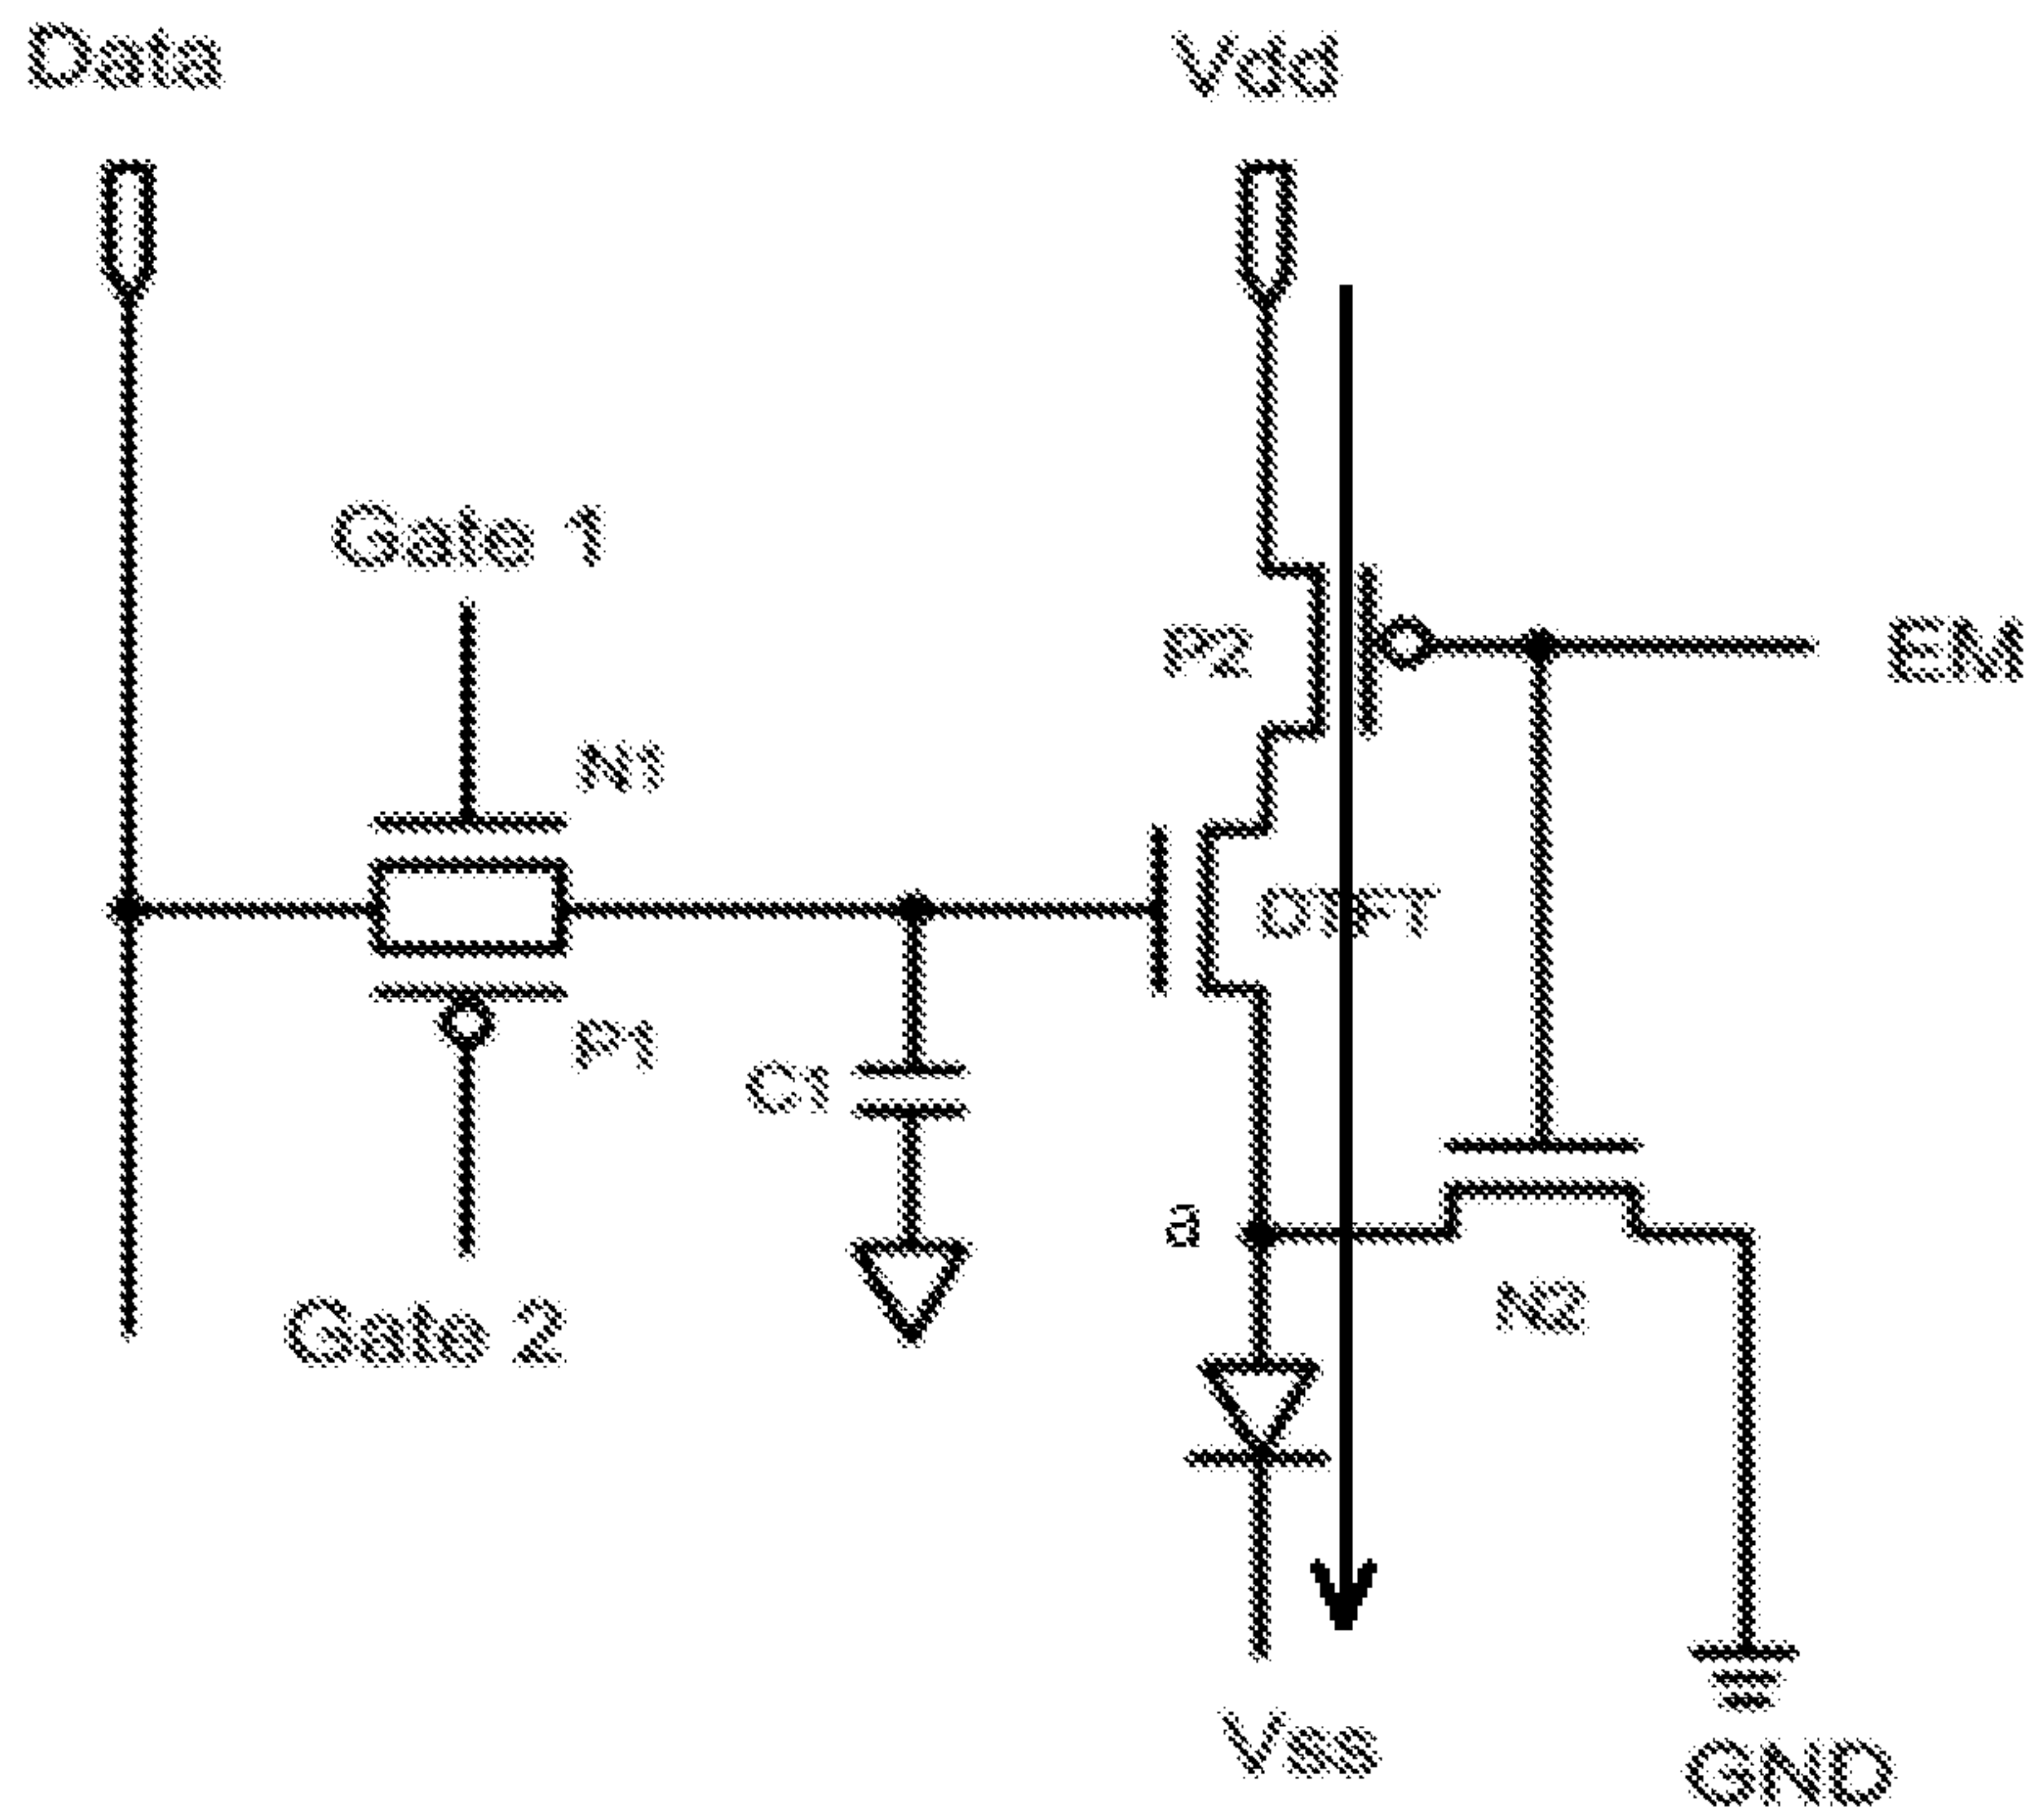 Data
Vdd
Gate 1
P2
EM
N1
DTFT
P1
C1
a
N2
Gate 2
Vss
GND